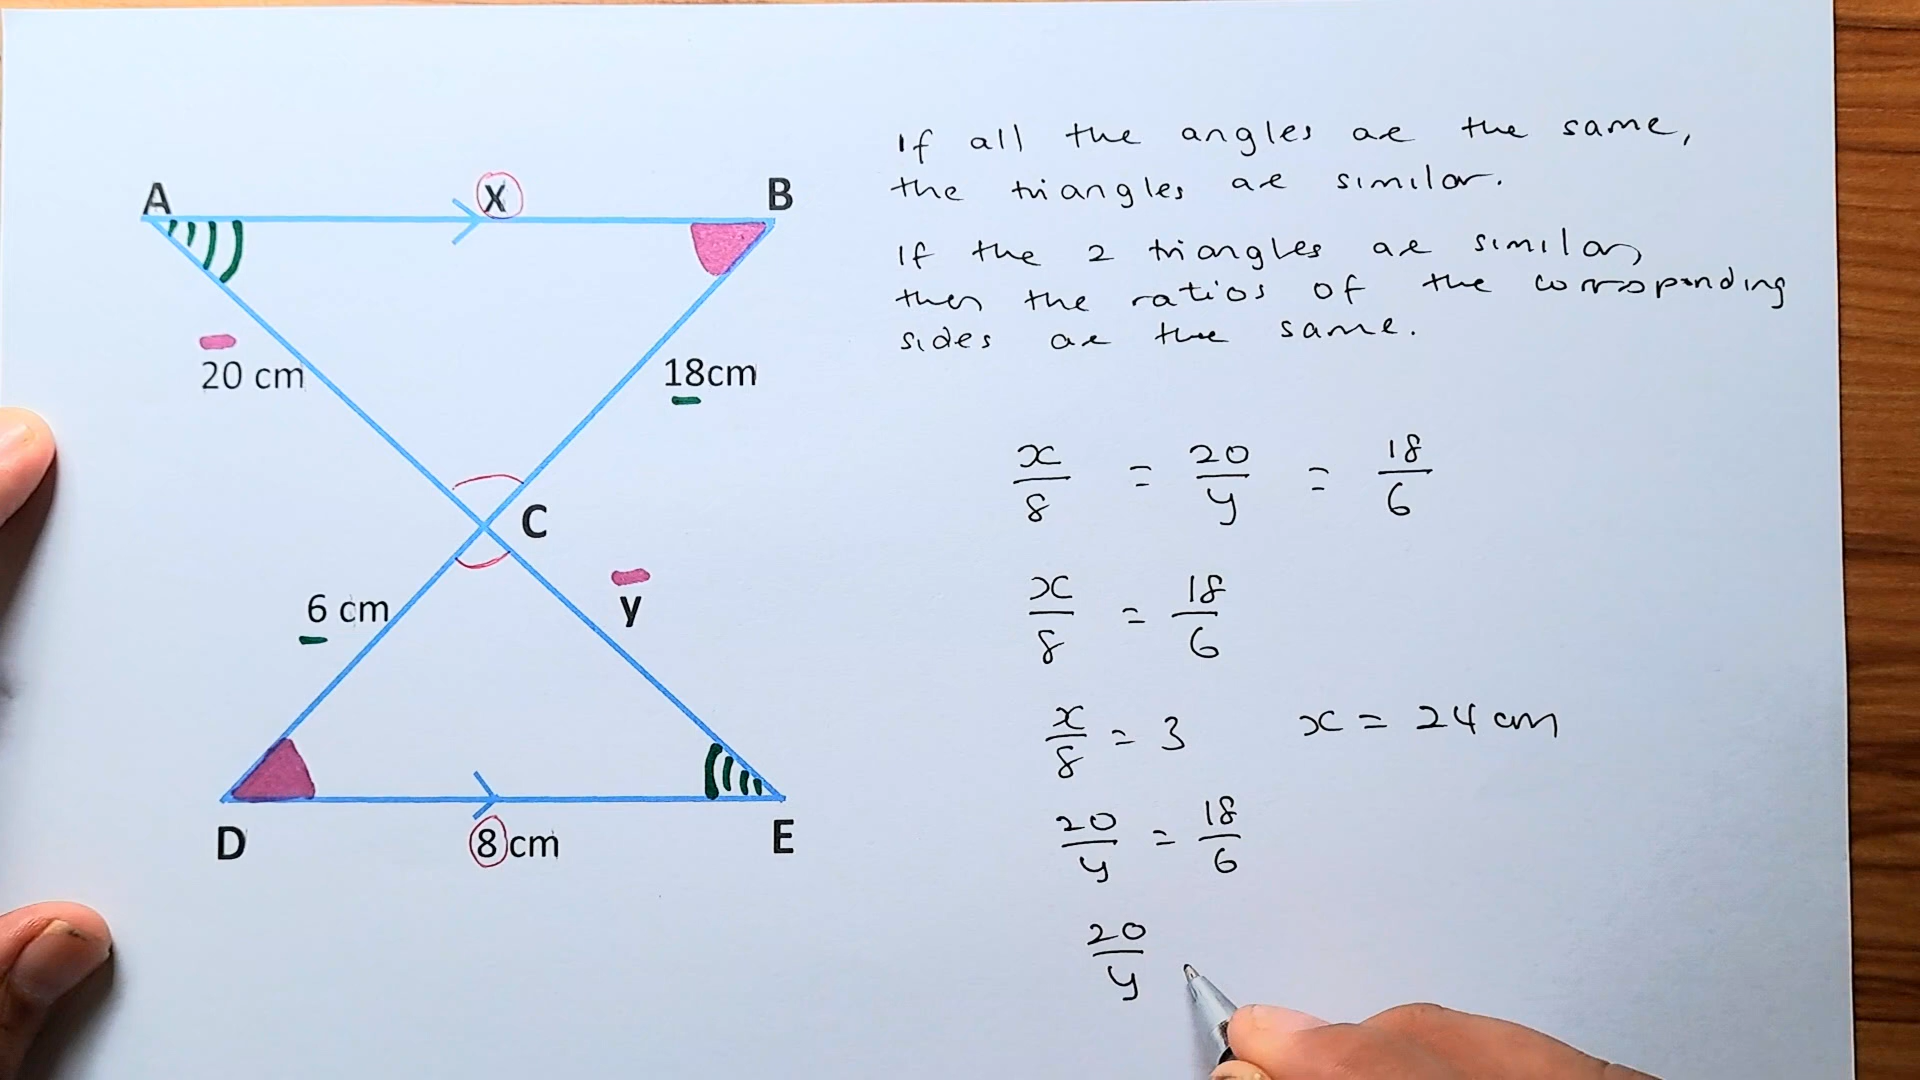 A
X
B
20 cm
18cm
C
6 cm
y
D
8cm
E
If all the angles are the same,
the triangles are similar.
If the 2 triangles are similar,
then the ratios of the corrsponding
sides are the same.
x/8 = 20/y = 18/6
x/8 = 18/6
x/8 = 3 x = 24 cm
20/y = 18/6
20/y